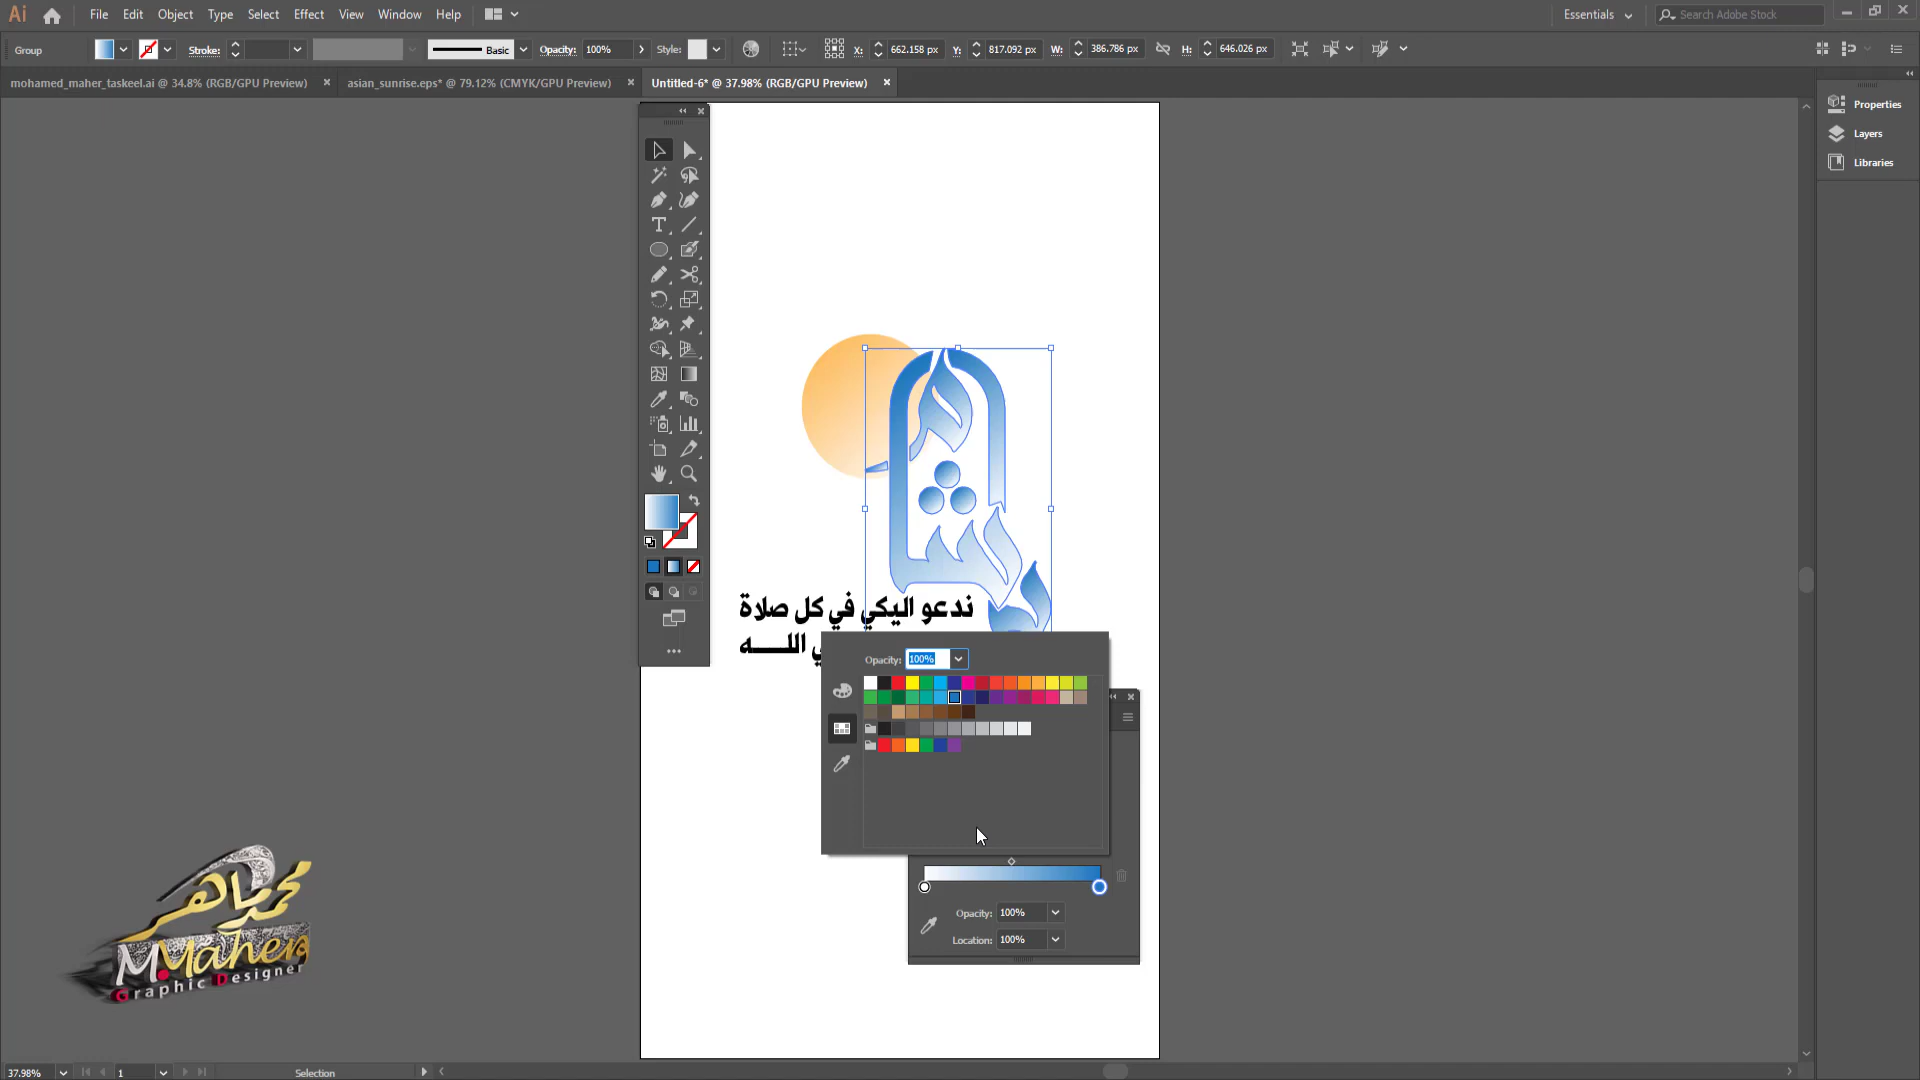 Ai File Edit Object Type Select Effect View Window Help Essentials Search Adobe Stock
Group Stroke: Basic Opacity: 100% Style: X: 662.158 px Y: 817.092 px W: 386.786 px H: 646.026 px
mohamed_maher_taskeel.ai @ 34.8% (RGB/GPU Preview) × asian_sunrise.eps* @ 79.12% (CMYK/GPU Preview) × Untitled-6* @ 37.98% (RGB/GPU Preview) ×
Properties
Layers
Libraries
ندعو اليكي في كل صلاة
ي اللـــه
Opacity: 100%
Opacity: 100%
Location: 100%
محمد ماهر
M.Maher
Graphic Designer
37.98% 1 Selection